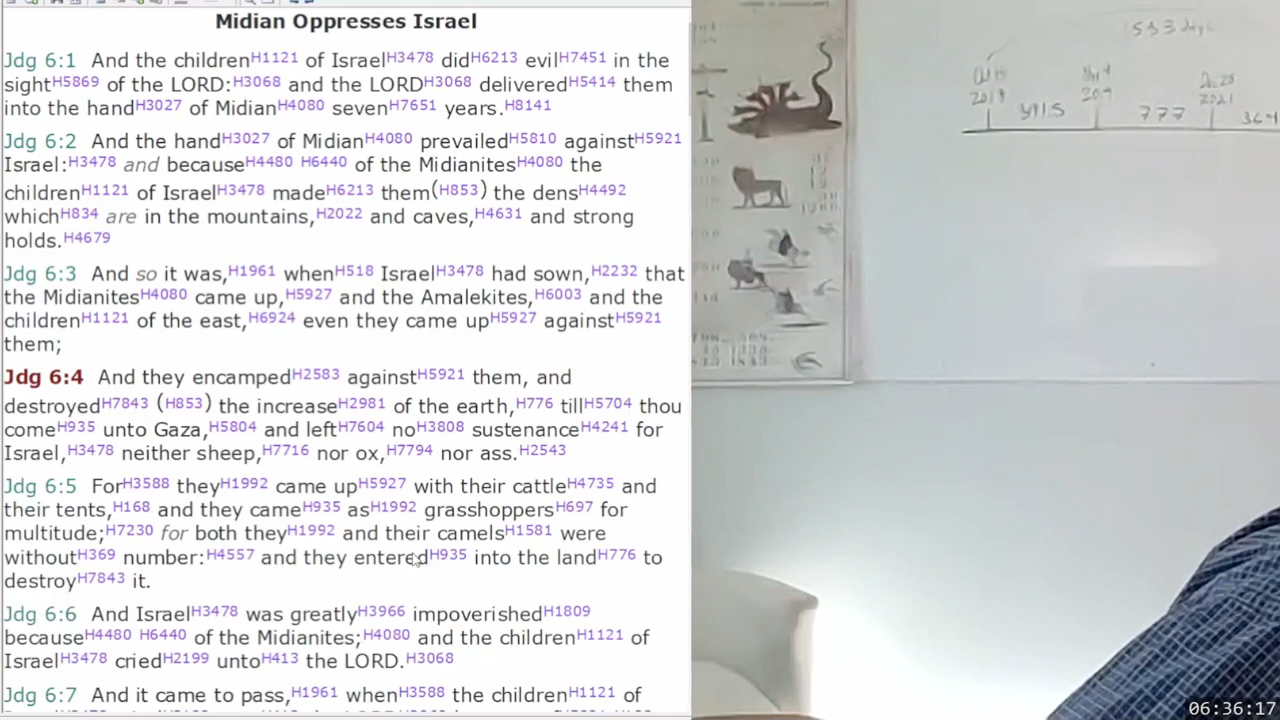 Midian Oppresses Israel
Jdg 6:1 And the childrenH1121 of IsraelH3478 didH6213 evilH7451 in the
sightH5869 of the LORD:H3068 and the LORDH3068 deliveredH5414 them
into the handH3027 of MidianH4080 sevenH7651 years.H8141
Jdg 6:2 And the handH3027 of MidianH4080 prevailedH5810 againstH5921
Israel:H3478 and becauseH4480 H6440 of the MidianitesH4080 the
childrenH1121 of IsraelH3478 madeH6213 them(H853) the densH4492
whichH834 are in the mountains,H2022 and caves,H4631 and strong
holds.H4679
Jdg 6:3 And so it was,H1961 whenH518 IsraelH3478 had sown,H2232 that
the MidianitesH4080 came up,H5927 and the Amalekites,H6003 and the
childrenH1121 of the east,H6924 even they came upH5927 againstH5921
them;
Jdg 6:4 And they encampedH2583 againstH5921 them, and
destroyedH7843 (H853) the increaseH2981 of the earth,H776 tillH5704 thou
comeH935 unto Gaza,H5804 and leftH7604 noH3808 sustenanceH4241 for
Israel,H3478 neither sheep,H7716 nor ox,H7794 nor ass.H2543
Jdg 6:5 ForH3588 theyH1992 came upH5927 with their cattleH4735 and
their tents,H168 and they cameH935 asH1992 grasshoppersH697 for
multitude;H7230 for both theyH1992 and their camelsH1581 were
withoutH369 number:H4557 and they enteredH935 into the landH776 to
destroyH7843 it.
Jdg 6:6 And IsraelH3478 was greatlyH3966 impoverishedH1809
becauseH4480 H6440 of the Midianites;H4080 and the childrenH1121 of
IsraelH3478 criedH2199 untoH413 the LORD.H3068
Jdg 6:7 And it came to pass,H1961 whenH3588 the childrenH1121 of
1533 days
2021
777
364
06:36:17